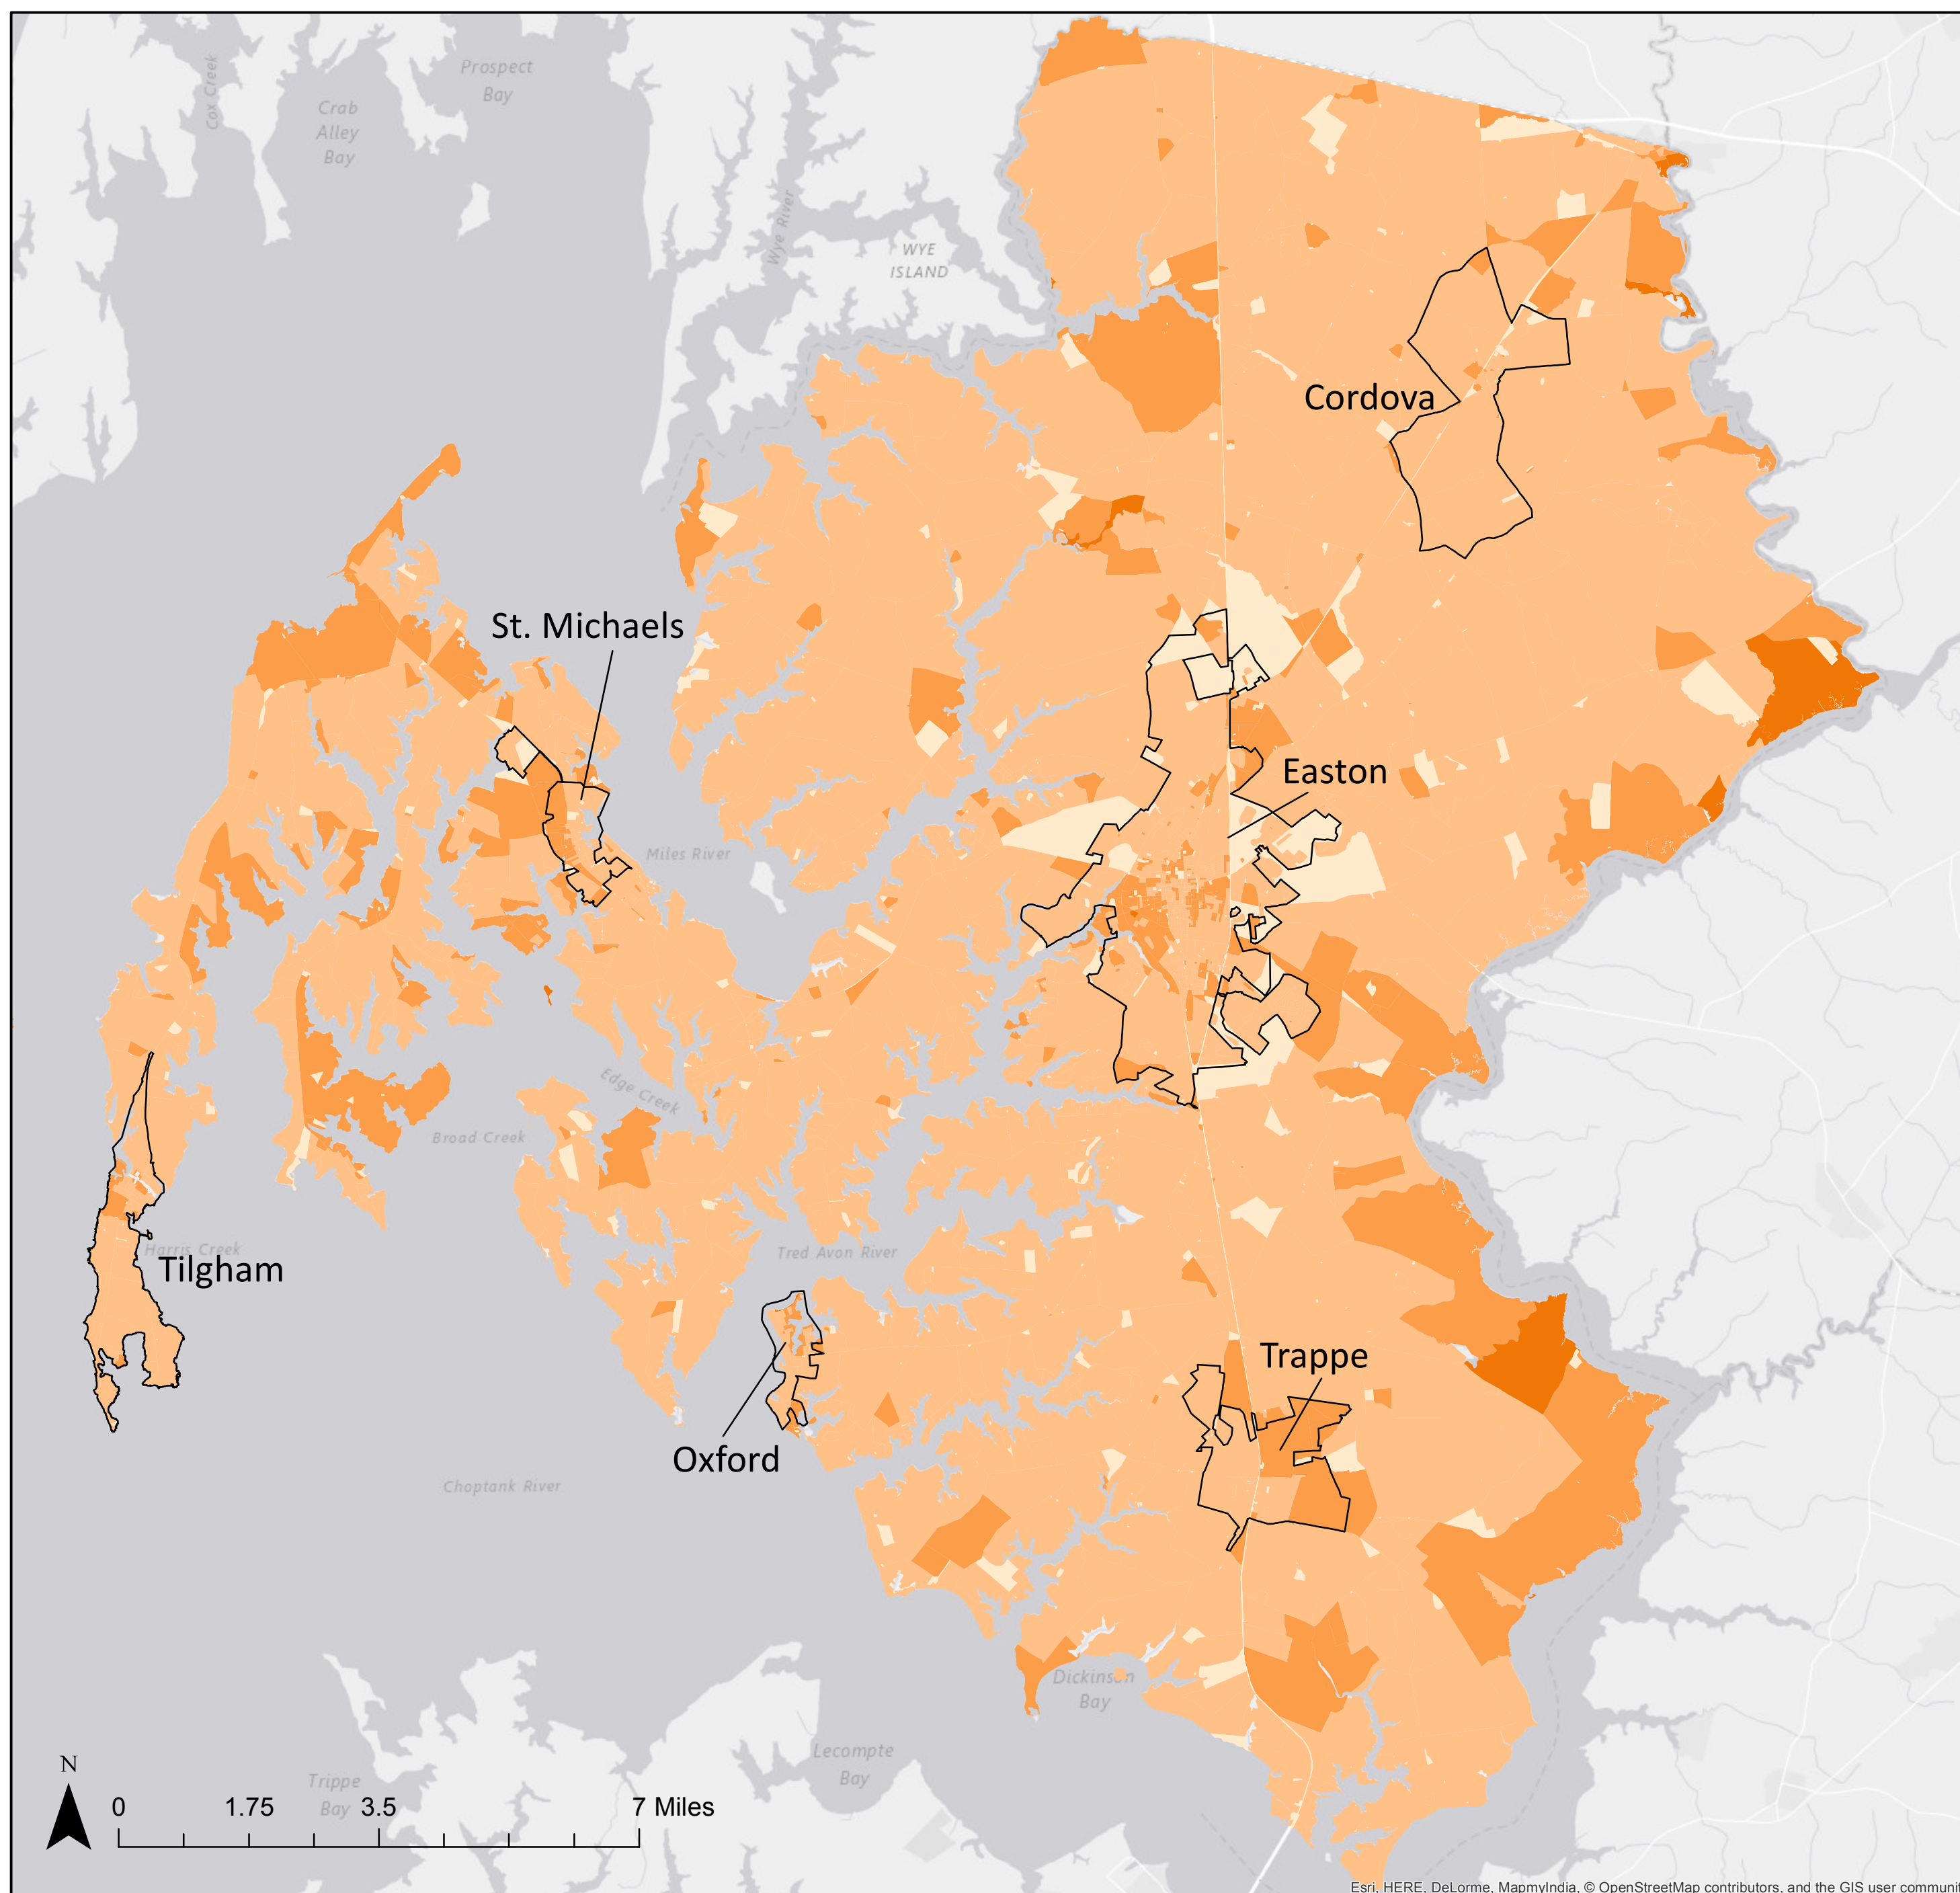 Cox Creek
Prospect
Bay
Crab
Alley
Bay
Wye River
WYE
ISLAND
Cordova
St. Michaels
Easton
Miles River
Edge Creek
Broad Creek
Harris Creek
Tilgham
Tred Avon River
Trappe
Oxford
Choptank River
Dickinson
Bay
Lecompte
Bay
Trippe
Bay
N
0 1.75 3.5 7 Miles
Esri, HERE, DeLorme, MapmyIndia, © OpenStreetMap contributors, and the GIS user communit